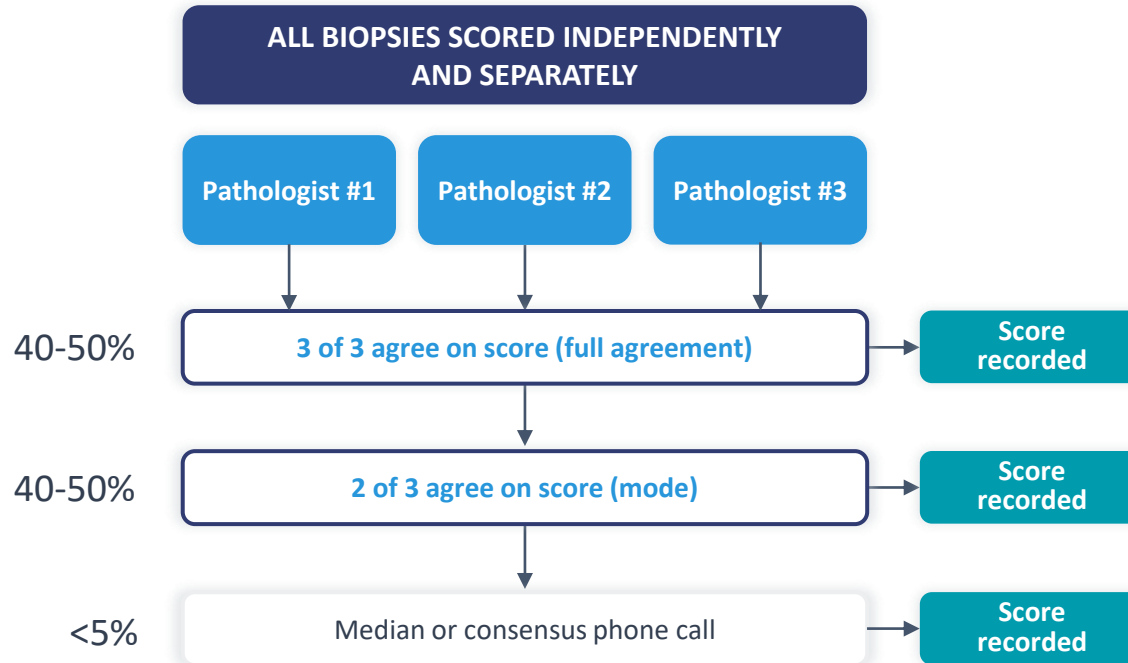 ALL BIOPSIES SCORED INDEPENDENTLY
AND SEPARATELY
Pathologist #1
Pathologist #2
Pathologist #3
40-50%
3 of 3 agree on score (full agreement)
Score
recorded
40-50%
2 of 3 agree on score (mode)
Score
recorded
<5%
Median or consensus phone call
Score
recorded